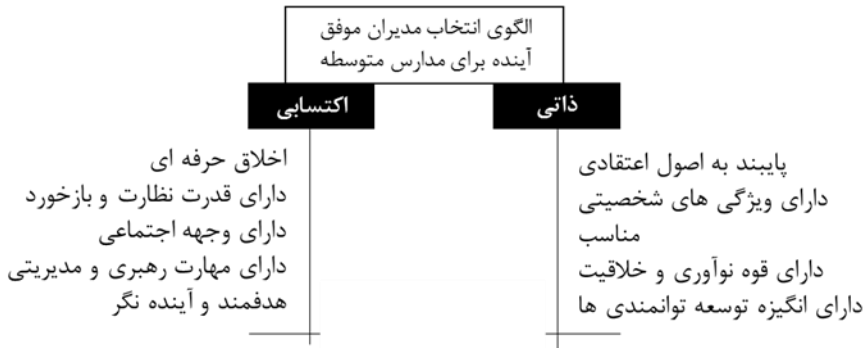 الگوی انتخاب مدیران موفق
آینده برای مدارس متوسطه
ذاتی
پایبند به اصول اعتقادی
دارای ویژگی های شخصیتی
مناسب
دارای قوه نوآوری و خلاقیت
دارای انگیزه توسعه توانمندی ها
اکتسابی
اخلاق حرفه ای
دارای قدرت نظارت و بازخورد
دارای وجهه اجتماعی
دارای مهارت رهبری و مدیریتی
هدفمند و آینده نگر